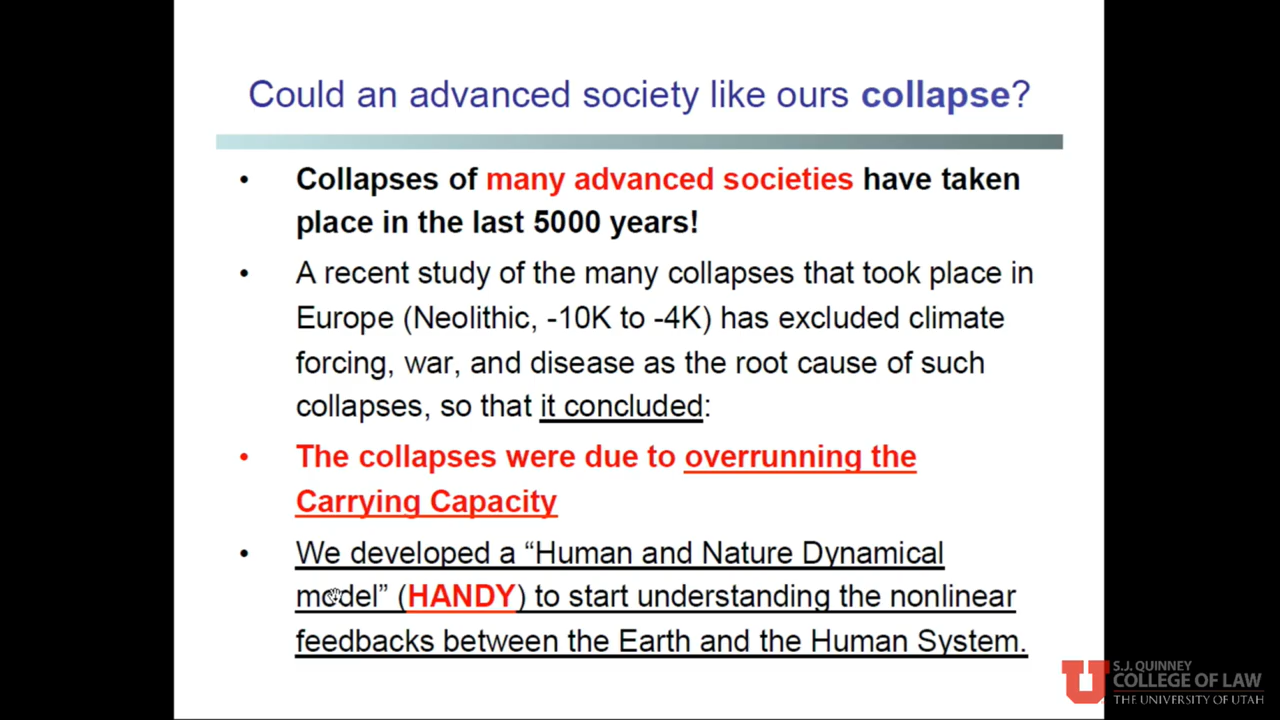 Could an advanced society like ours collapse?
• Collapses of many advanced societies have taken
place in the last 5000 years!
• A recent study of the many collapses that took place in
Europe (Neolithic, -10K to -4K) has excluded climate
forcing, war, and disease as the root cause of such
collapses, so that it concluded:
• The collapses were due to overrunning the
Carrying Capacity
• We developed a “Human and Nature Dynamical
model” (HANDY) to start understanding the nonlinear
feedbacks between the Earth and the Human System.
U
S.J. QUINNEY
COLLEGE OF LAW
THE UNIVERSITY OF UTAH